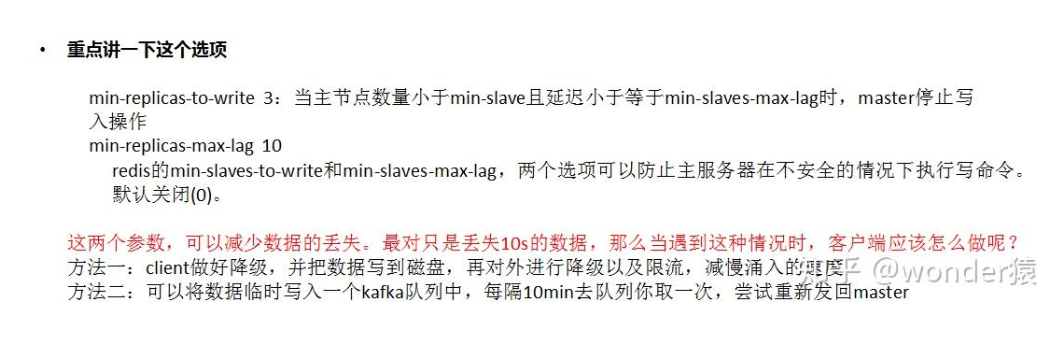 • 重点讲一下这个选项
min-replicas-to-write 3：当主节点数量小于min-slave且延迟小于等于min-slaves-max-lag时，master停止写
入操作
min-replicas-max-lag 10
redis的min-slaves-to-write和min-slaves-max-lag，两个选项可以防止主服务器在不安全的情况下执行写命令。
默认关闭(0)。
这两个参数，可以减少数据的丢失。最对只是丢失10s的数据，那么当遇到这种情况时，客户端应该怎么做呢？
方法一：client做好降级，并把数据写到磁盘，再对外进行降级以及限流，减慢涌入的速度
方法二：可以将数据临时写入一个kafka队列中，每隔10min去队列你取一次，尝试重新发回master
知乎 @wonder猿